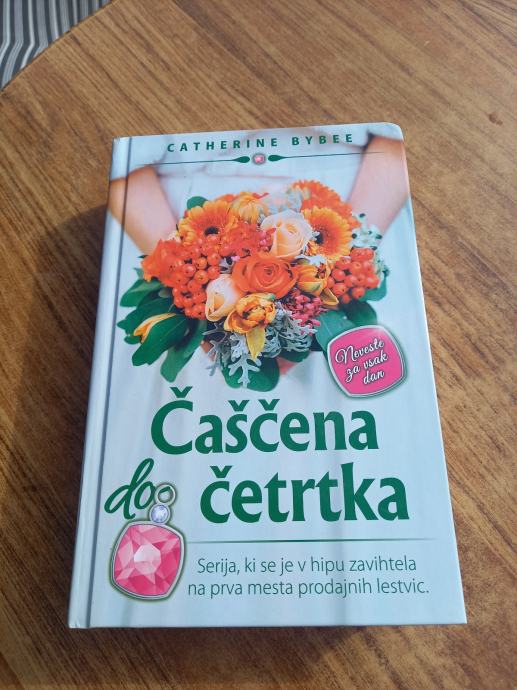 CATHERINE BYBEE
Neveste
za vsak
dan
Čaščena
do četrtka
Serija, ki se je v hipu zavihtela
na prva mesta prodajnih lestvic.